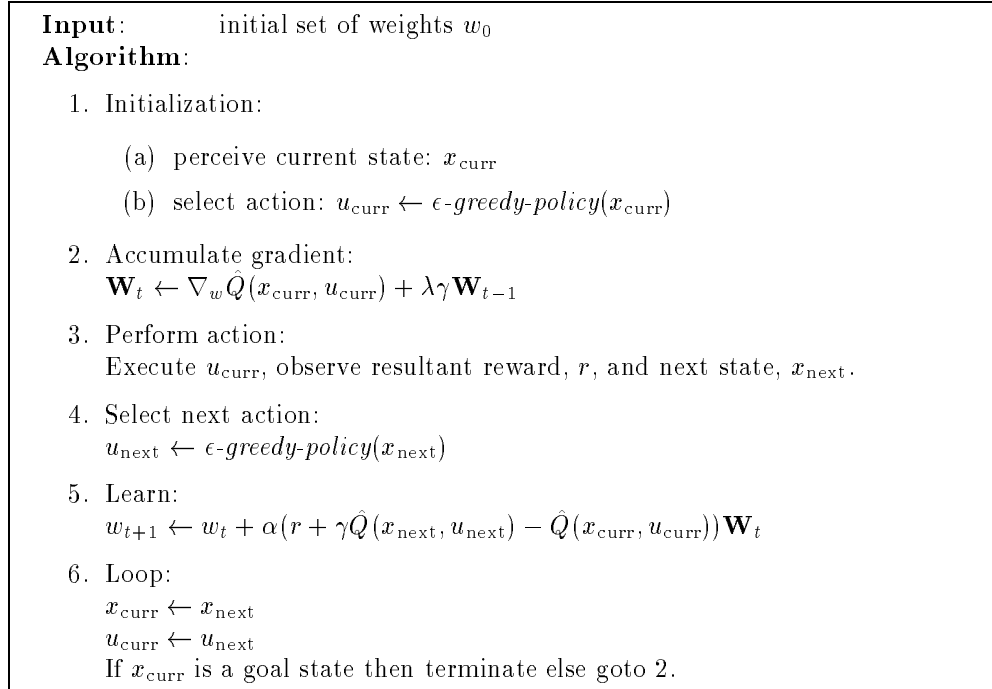 Input: initial set of weights w₀
Algorithm:
1. Initialization:
(a) perceive current state: x_curr
(b) select action: u_curr ← ϵ-greedy-policy(x_curr)
2. Accumulate gradient:
W_t ← ∇_w Q̂(x_curr, u_curr) + λγW_{t−1}
3. Perform action:
Execute u_curr, observe resultant reward, r, and next state, x_next.
4. Select next action:
u_next ← ϵ-greedy-policy(x_next)
5. Learn:
w_{t+1} ← w_t + α(r + γQ̂(x_next, u_next) − Q̂(x_curr, u_curr))W_t
6. Loop:
x_curr ← x_next
u_curr ← u_next
If x_curr is a goal state then terminate else goto 2.